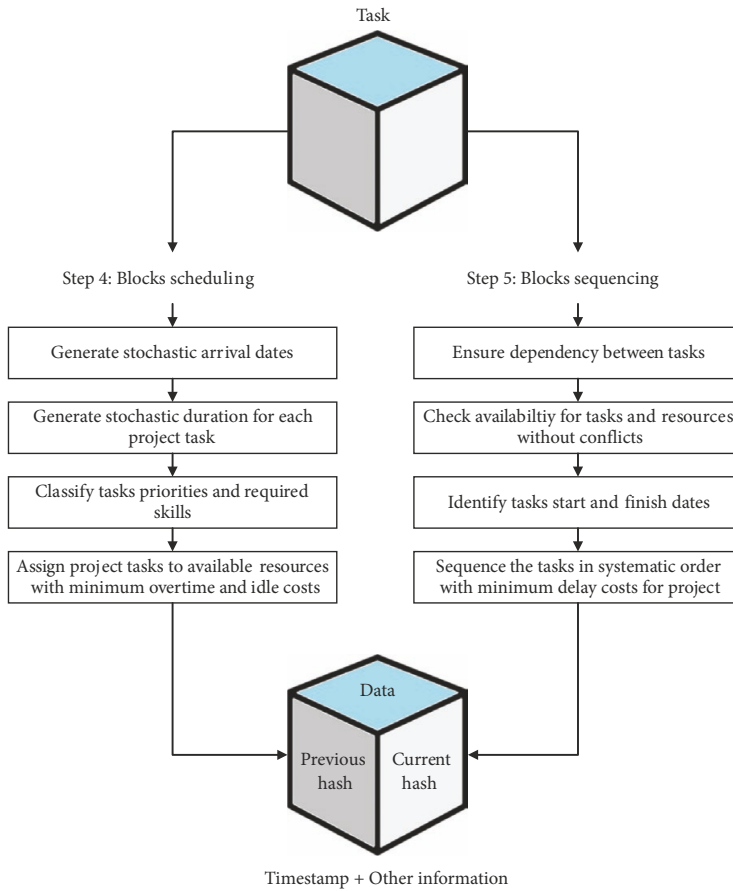 Task
Step 4: Blocks scheduling
Generate stochastic arrival dates
Generate stochastic duration for each
project task
Classify tasks priorities and required
skills
Assign project tasks to available resources
with minimum overtime and idle costs
Step 5: Blocks sequencing
Ensure dependency between tasks
Check availabiltiy for tasks and resources
without conflicts
Identify tasks start and finish dates
Sequence the tasks in systematic order
with minimum delay costs for project
Data
Previous
hash
Current
hash
Timestamp + Other information